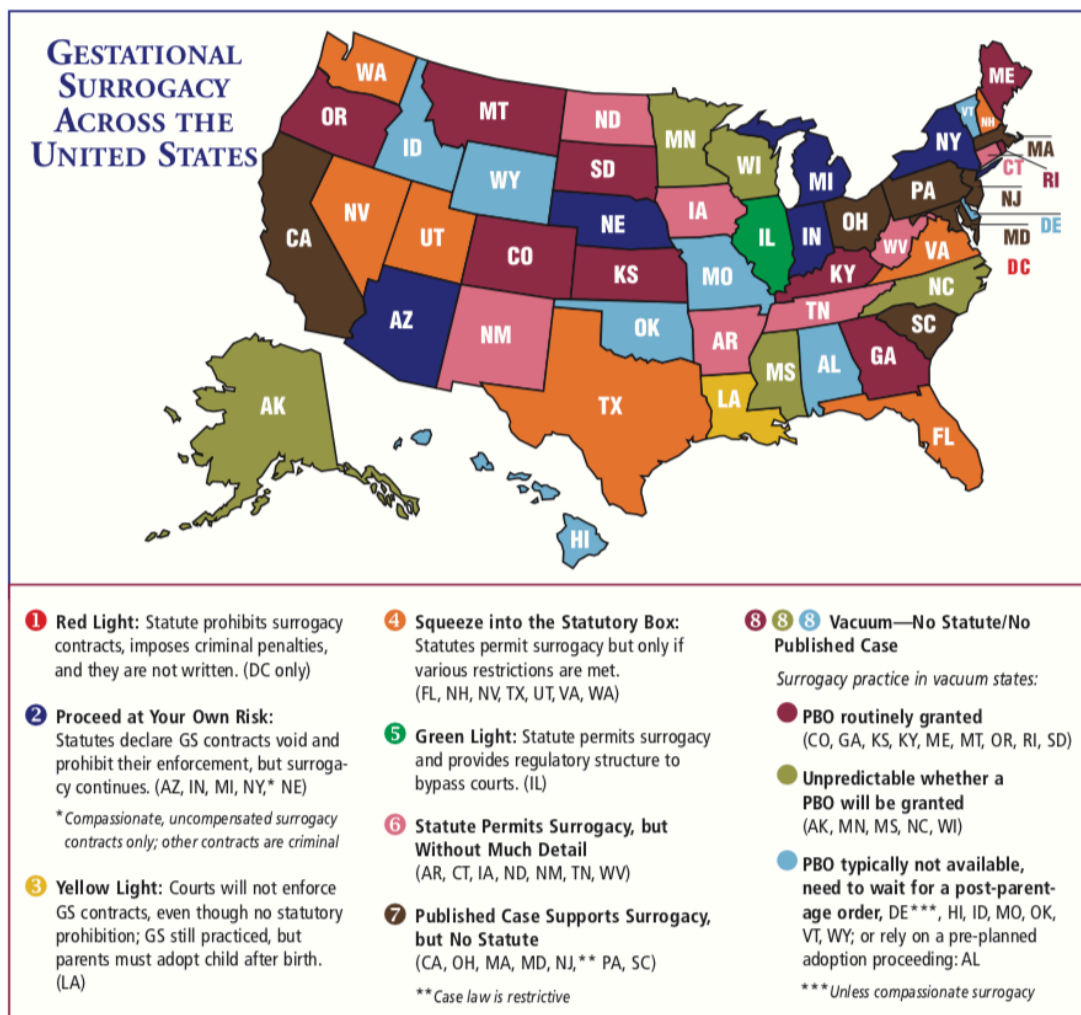 GESTATIONAL
SURROGACY
ACROSS THE
UNITED STATES
WA
OR
CA
NV
ID
MT
WY
UT
AZ
CO
NM
ND
SD
NE
KS
OK
TX
MN
IA
MO
AR
LA
WI
IL
MI
IN
OH
KY
TN
MS
AL
GA
FL
SC
NC
VA
WV
PA
NY
VT
NH
ME
MA
RI
CT
NJ
DE
MD
DC
AK
HI
1 Red Light: Statute prohibits surrogacy
contracts, imposes criminal penalties,
and they are not written. (DC only)
2 Proceed at Your Own Risk:
Statutes declare GS contracts void and
prohibit their enforcement, but surroga-
cy continues. (AZ, IN, MI, NY,* NE)
*Compassionate, uncompensated surrogacy
contracts only; other contracts are criminal
3 Yellow Light: Courts will not enforce
GS contracts, even though no statutory
prohibition; GS still practiced, but
parents must adopt child after birth.
(LA)
4 Squeeze into the Statutory Box:
Statutes permit surrogacy but only if
various restrictions are met.
(FL, NH, NV, TX, UT, VA, WA)
5 Green Light: Statute permits surrogacy
and provides regulatory structure to
bypass courts. (IL)
6 Statute Permits Surrogacy, but
Without Much Detail
(AR, CT, IA, ND, NM, TN, WV)
7 Published Case Supports Surrogacy,
but No Statute
(CA, OH, MA, MD, NJ,** PA, SC)
**Case law is restrictive
8 8 8 Vacuum—No Statute/No
Published Case
Surrogacy practice in vacuum states:
PBO routinely granted
(CO, GA, KS, KY, ME, MT, OR, RI, SD)
Unpredictable whether a
PBO will be granted
(AK, MN, MS, NC, WI)
PBO typically not available,
need to wait for a post-parent-
age order, DE***, HI, ID, MO, OK,
VT, WY; or rely on a pre-planned
adoption proceeding: AL
***Unless compassionate surrogacy